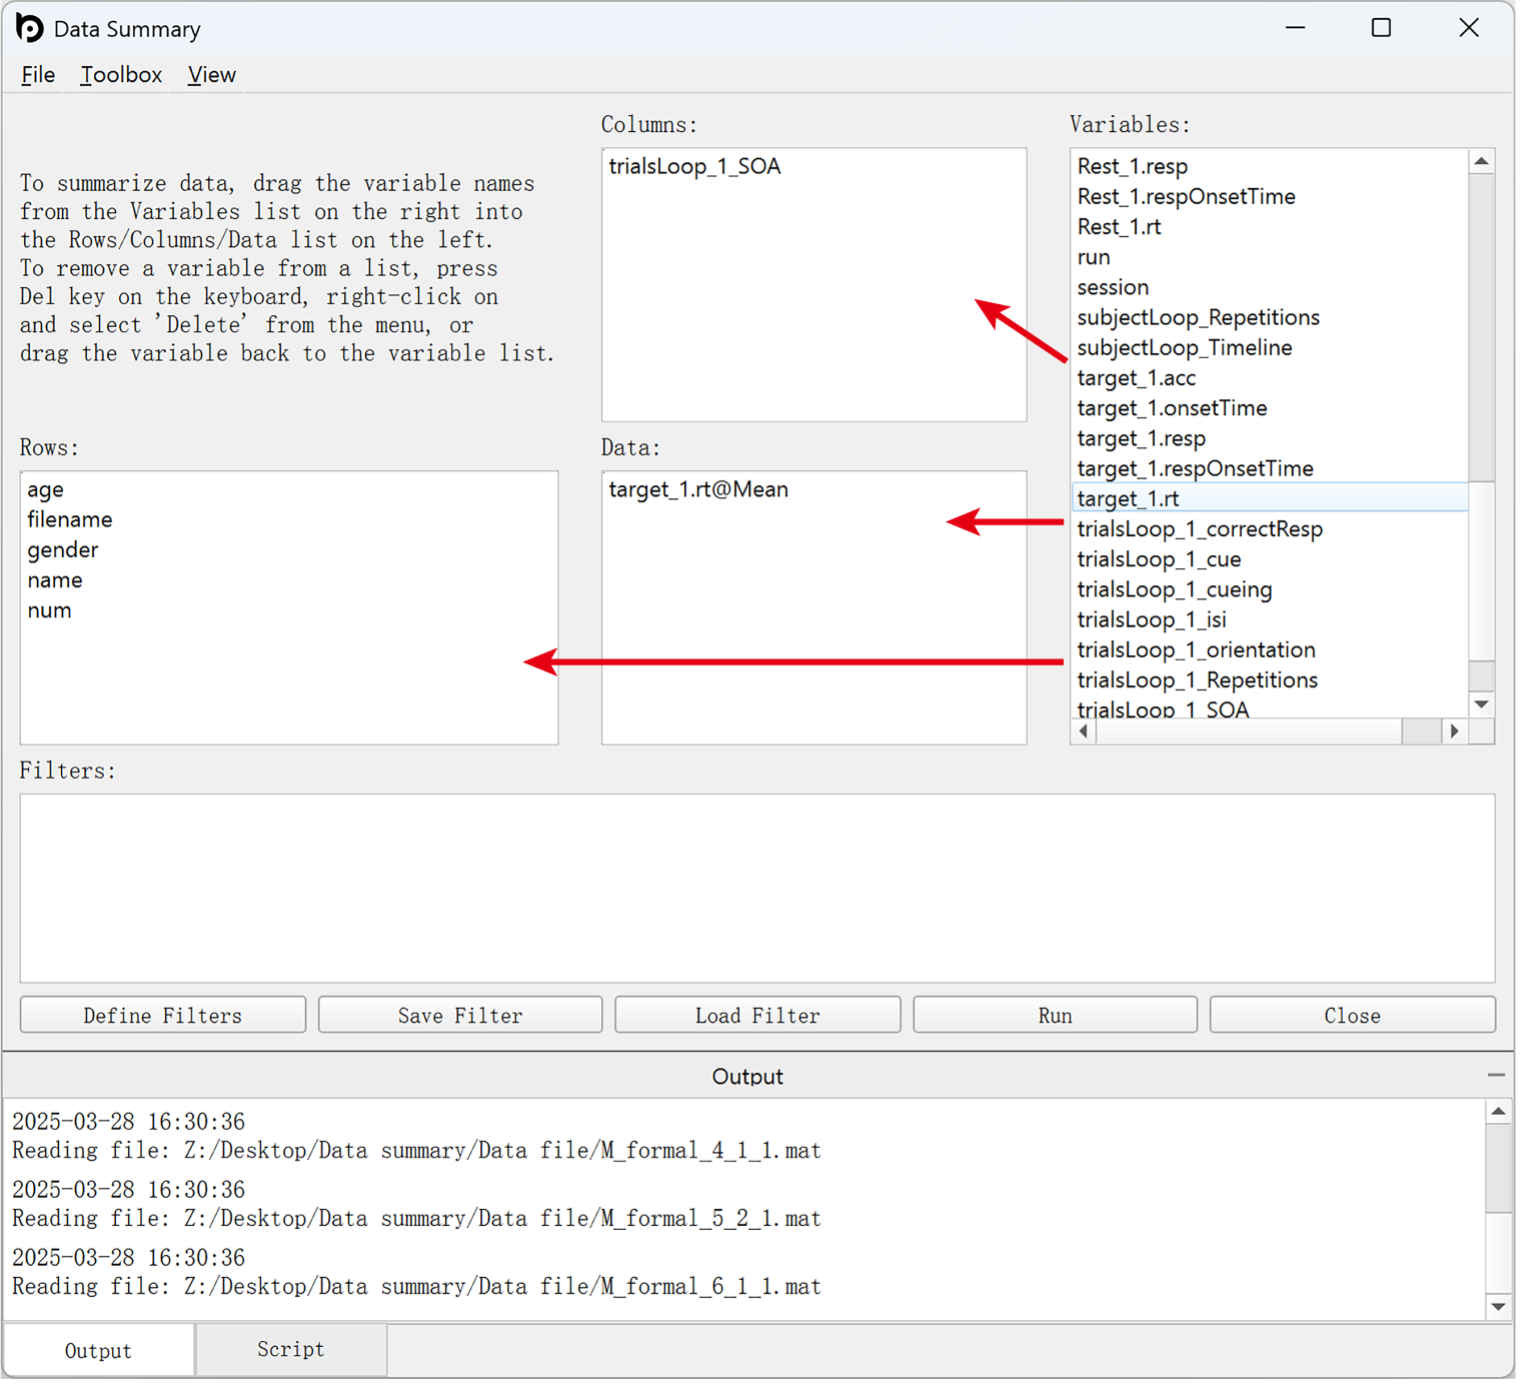 Data Summary
File Toolbox View
To summarize data, drag the variable names
from the Variables list on the right into
the Rows/Columns/Data list on the left.
To remove a variable from a list, press
Del key on the keyboard, right-click on
and select 'Delete' from the menu, or
drag the variable back to the variable list.
Columns:
trialsLoop_1_SOA
Variables:
Rest_1.resp
Rest_1.respOnsetTime
Rest_1.rt
run
session
subjectLoop_Repetitions
subjectLoop_Timeline
target_1.acc
target_1.onsetTime
target_1.resp
target_1.respOnsetTime
target_1.rt
trialsLoop_1_correctResp
trialsLoop_1_cue
trialsLoop_1_cueing
trialsLoop_1_isi
trialsLoop_1_orientation
trialsLoop_1_Repetitions
trialsLoop_1_SOA
Rows:
age
filename
gender
name
num
Data:
target_1.rt@Mean
Filters:
Define Filters
Save Filter
Load Filter
Run
Close
Output
2025-03-28 16:30:36
Reading file: Z:/Desktop/Data summary/Data file/M_formal_4_1_1.mat
2025-03-28 16:30:36
Reading file: Z:/Desktop/Data summary/Data file/M_formal_5_2_1.mat
2025-03-28 16:30:36
Reading file: Z:/Desktop/Data summary/Data file/M_formal_6_1_1.mat
Output
Script